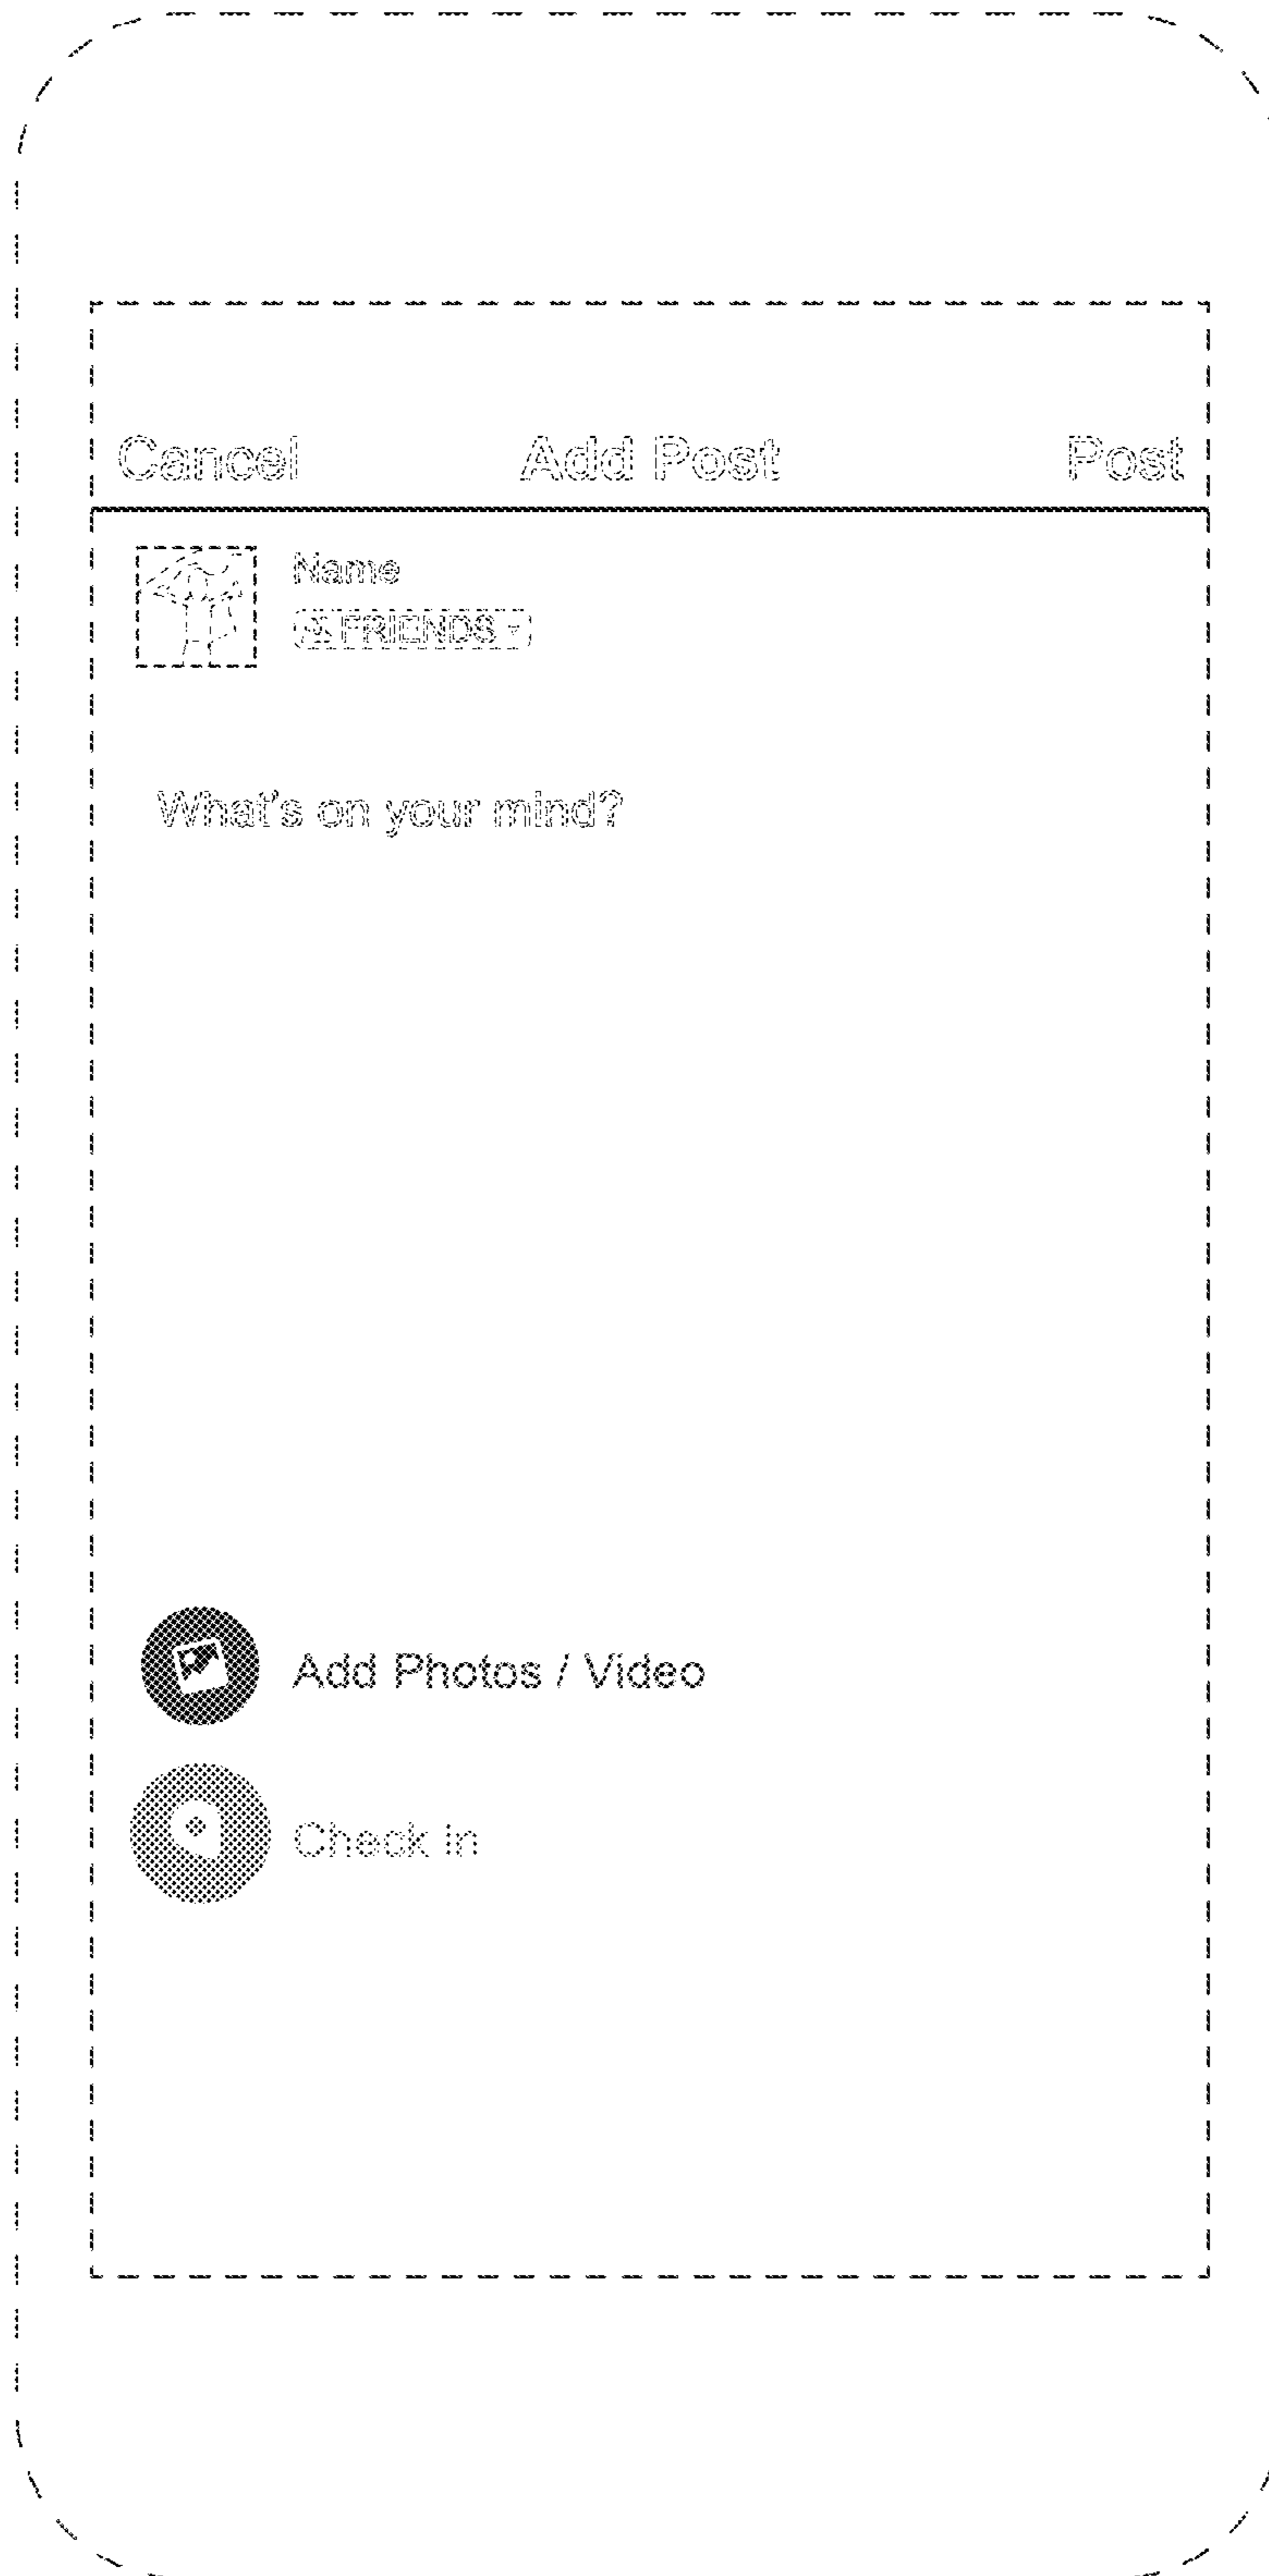 Cancel Add Post Post
Name
FRIENDS
What's on your mind?
Add Photos / Video
Check in